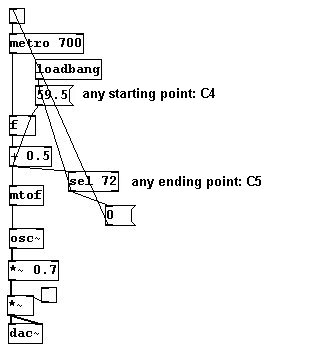 metro 700
loadbang
59.5 any starting point: C4
f
+ 0.5
sel 72 any ending point: C5
mtof
0
osc~
*~ 0.7
*~
dac~